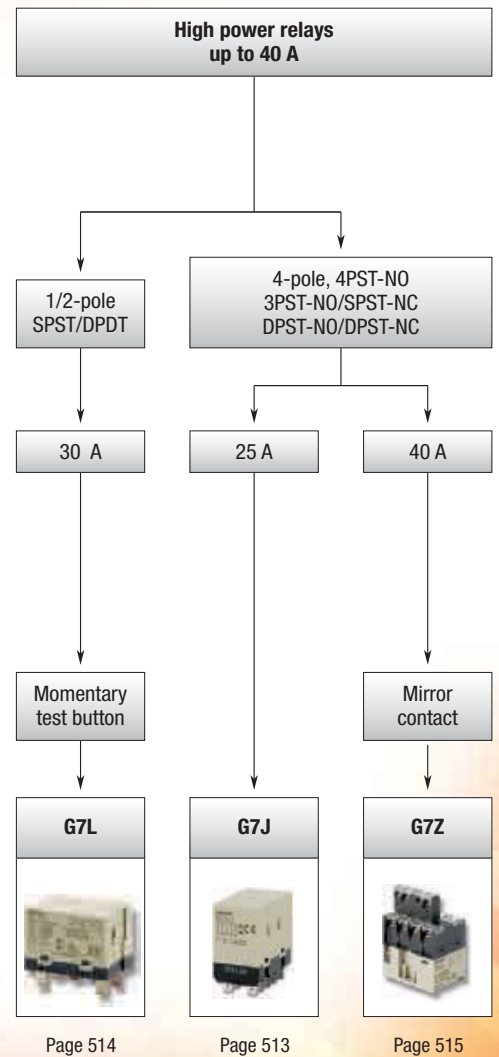 High power relays
up to 40 A
1/2-pole
SPST/DPDT
4-pole, 4PST-NO
3PST-NO/SPST-NC
DPST-NO/DPST-NC
30 A
25 A
40 A
Momentary
test button
Mirror
contact
G7L
G7J
G7Z
Page 514
Page 513
Page 515